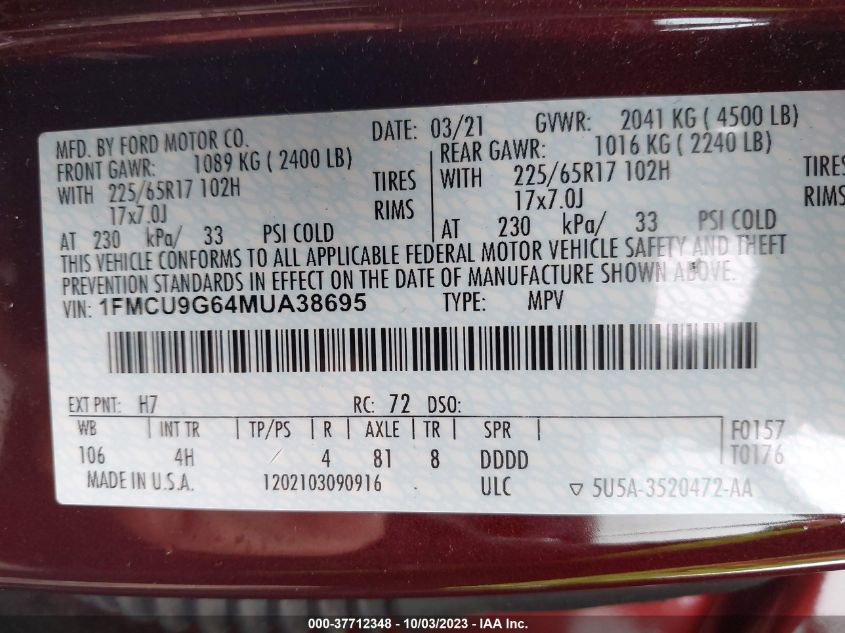 MFD. BY FORD MOTOR CO. DATE: 03/21 GVWR: 2041 KG ( 4500 LB)
FRONT GAWR: 1089 KG ( 2400 LB) REAR GAWR: 1016 KG ( 2240 LB)
WITH 225/65R17 102H TIRES WITH 225/65R17 102H TIRES
17x7.0J RIMS 17x7.0J RIMS
AT 230 kPa/ 33 PSI COLD AT 230 kPa/ 33 PSI COLD
THIS VEHICLE CONFORMS TO ALL APPLICABLE FEDERAL MOTOR VEHICLE SAFETY AND THEFT
PREVENTION STANDARDS IN EFFECT ON THE DATE OF MANUFACTURE SHOWN ABOVE.
VIN: 1FMCU9G64MUA38695 TYPE: MPV
EXT PNT: H7 RC: 72 DSO:
WB INT TR TP/PS R AXLE TR SPR F0157
106 4H / 4 81 8 DDDD T0176
MADE IN U.S.A. 1202103090916 ULC ▽ 5U5A-3520472-AA
000-37712348 - 10/03/2023 - IAA Inc.